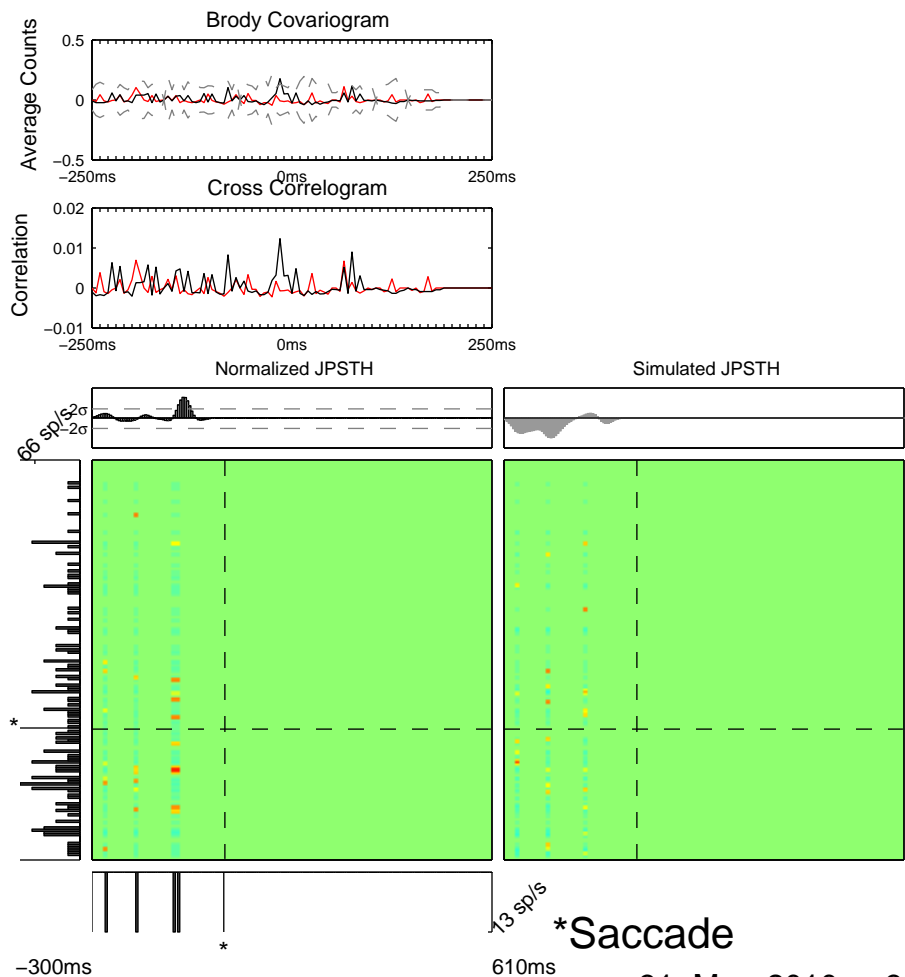 Brody Covariogram
Average Counts
0.5
0
−0.5
−250ms
0ms
250ms
Cross Correlogram
Correlation
0.02
0.01
0
−0.01
−250ms
0ms
250ms
Normalized JPSTH
Simulated JPSTH
2σ
−2σ
66 sp/s
*
*
13 sp/s
*Saccade
−300ms
610ms